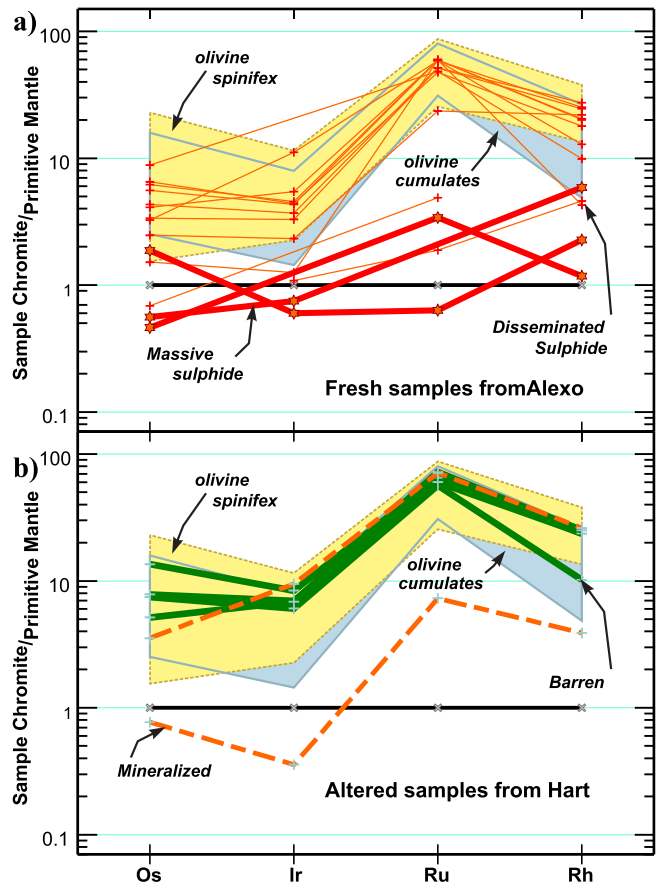 a)
100
10
1
0.1
Sample Chromite/Primitive Mantle
olivine
spinifex
olivine
cumulates
Massive
sulphide
Disseminated
Sulphide
Fresh samples fromAlexo
b)
100
10
1
0.1
Sample Chromite/Primitive Mantle
olivine
spinifex
olivine
cumulates
Barren
Mineralized
Altered samples from Hart
Os Ir Ru Rh